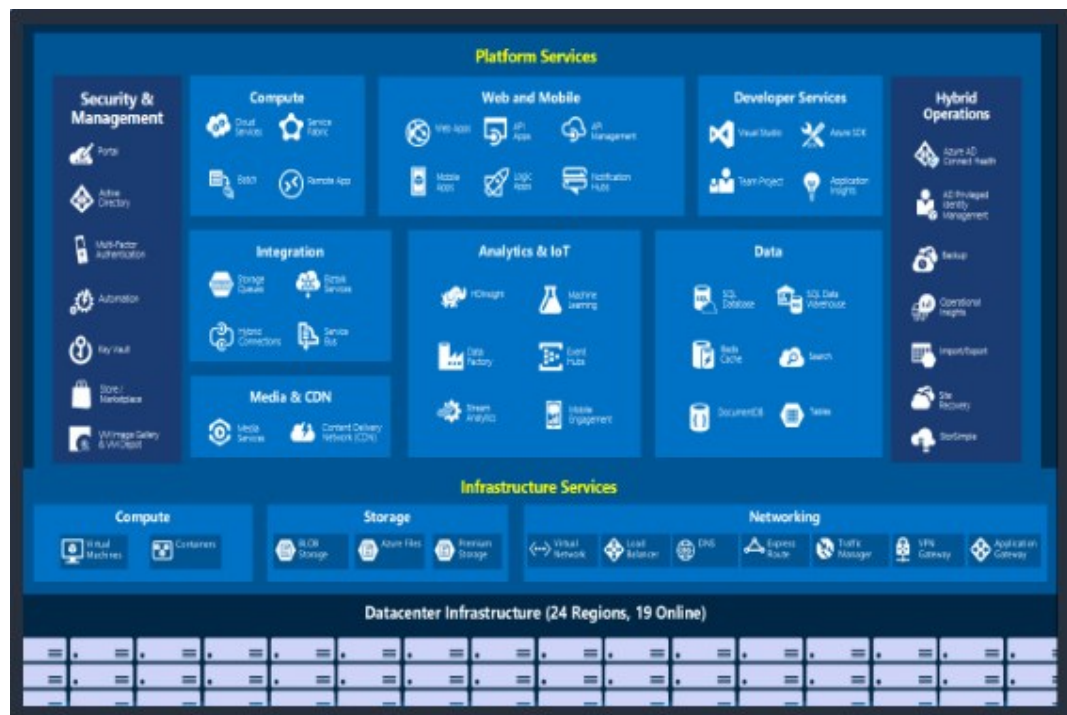 Platform Services
Security &
Management
Portal
Active
Directory
Multi-Factor
Authentication
Automation
Key Vault
Store /
Marketplace
VM Image Gallery
& VM Depot
Compute
Cloud
Services
Service
Fabric
Batch
Remote App
Web and Mobile
Web Apps
API
Apps
API
Management
Mobile
Apps
Logic
Apps
Notification
Hubs
Developer Services
Visual Studio
Azure SDK
Team Project
Application
Insights
Hybrid
Operations
Azure AD
Connect Health
AD Privileged
Identity
Management
Backup
Operational
Insights
Import/Export
Site
Recovery
StorSimple
Integration
Storage
Queues
Biztalk
Services
Hybrid
Connections
Service
Bus
Analytics & IoT
HDInsight
Machine
Learning
Data
Factory
Event
Hubs
Stream
Analytics
Mobile
Engagement
Data
SQL
Database
SQL Data
Warehouse
Redis
Cache
Search
DocumentDB
Tables
Media & CDN
Media
Services
Content Delivery
Network (CDN)
Infrastructure Services
Compute
Virtual
Machines
Containers
Storage
BLOB
Storage
Azure Files
Premium
Storage
Networking
Virtual
Network
Load
Balancer
DNS
Express
Route
Traffic
Manager
VPN
Gateway
Application
Gateway
Datacenter Infrastructure (24 Regions, 19 Online)